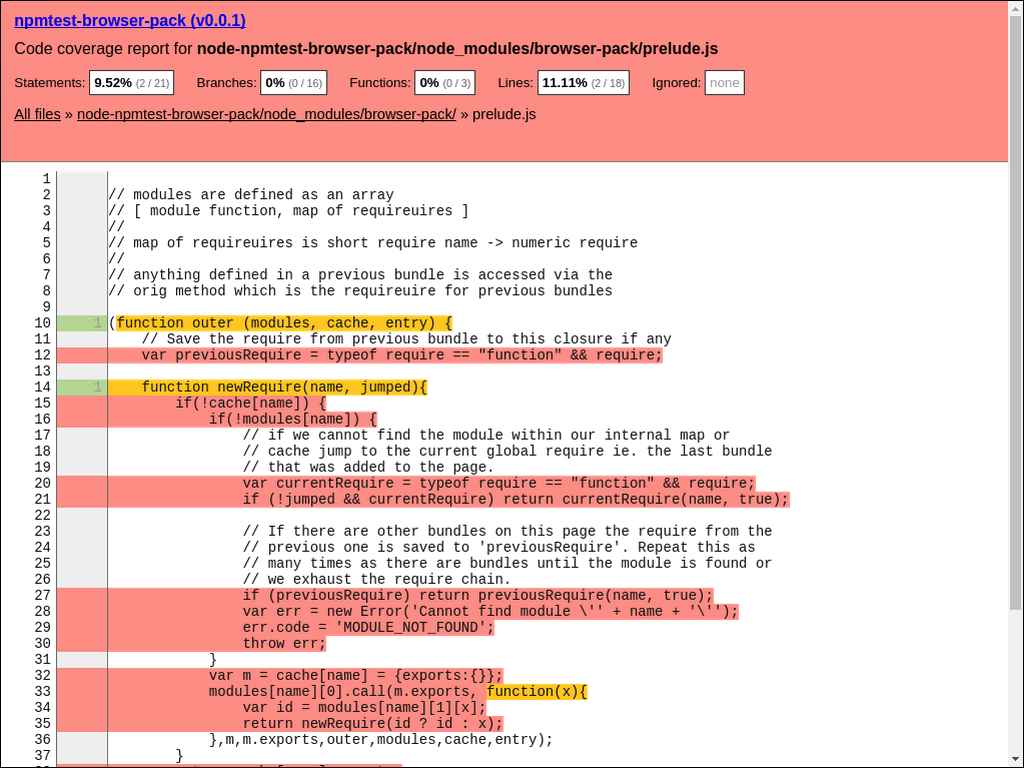 npmtest-browser-pack (v0.0.1)
Code coverage report for node-npmtest-browser-pack/node_modules/browser-pack/prelude.js
Statements: 9.52% (2 / 21) Branches: 0% (0 / 16) Functions: 0% (0 / 3) Lines: 11.11% (2 / 18) Ignored: none
All files » node-npmtest-browser-pack/node_modules/browser-pack/ » prelude.js
1
2 // modules are defined as an array
3 // [ module function, map of requireuires ]
4 //
5 // map of requireuires is short require name -> numeric require
6 //
7 // anything defined in a previous bundle is accessed via the
8 // orig method which is the requireuire for previous bundles
9
10 1 (function outer (modules, cache, entry) {
11     // Save the require from previous bundle to this closure if any
12     var previousRequire = typeof require == "function" && require;
13
14 1     function newRequire(name, jumped){
15         if(!cache[name]) {
16             if(!modules[name]) {
17                 // if we cannot find the module within our internal map or
18                 // cache jump to the current global require ie. the last bundle
19                 // that was added to the page.
20                 var currentRequire = typeof require == "function" && require;
21                 if (!jumped && currentRequire) return currentRequire(name, true);
22
23                 // If there are other bundles on this page the require from the
24                 // previous one is saved to 'previousRequire'. Repeat this as
25                 // many times as there are bundles until the module is found or
26                 // we exhaust the require chain.
27                 if (previousRequire) return previousRequire(name, true);
28                 var err = new Error('Cannot find module \'' + name + '\'');
29                 err.code = 'MODULE_NOT_FOUND';
30                 throw err;
31             }
32             var m = cache[name] = {exports:{}};
33             modules[name][0].call(m.exports, function(x){
34                 var id = modules[name][1][x];
35                 return newRequire(id ? id : x);
36             },m,m.exports,outer,modules,cache,entry);
37         }